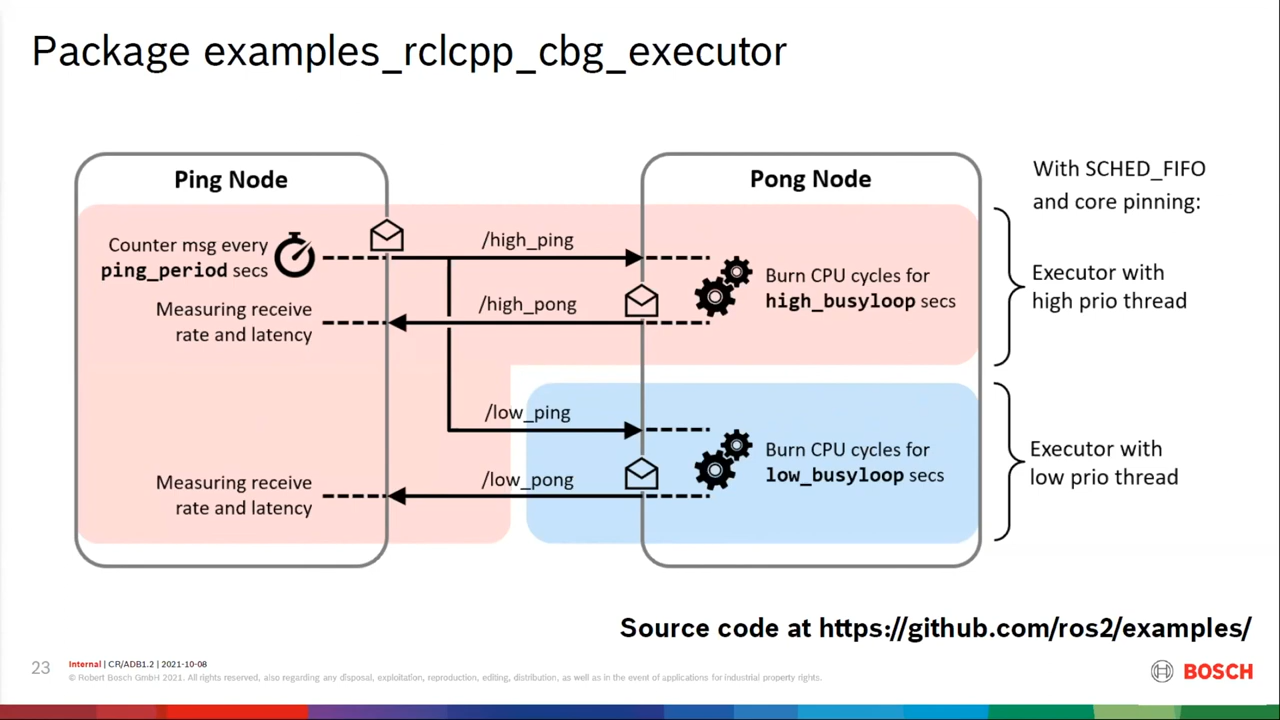 Package examples_rclcpp_cbg_executor
Ping Node
Pong Node
With SCHED_FIFO
and core pinning:
Counter msg every
ping_period secs
/high_ping
Burn CPU cycles for
high_busyloop secs
Executor with
high prio thread
Measuring receive
rate and latency
/high_pong
/low_ping
Burn CPU cycles for
low_busyloop secs
Executor with
low prio thread
Measuring receive
rate and latency
/low_pong
Source code at https://github.com/ros2/examples/
23
Internal | CR/ADB1.2 | 2021-10-08
© Robert Bosch GmbH 2021. All rights reserved, also regarding any disposal, exploitation, reproduction, editing, distribution, as well as in the event of applications for industrial property rights.
BOSCH